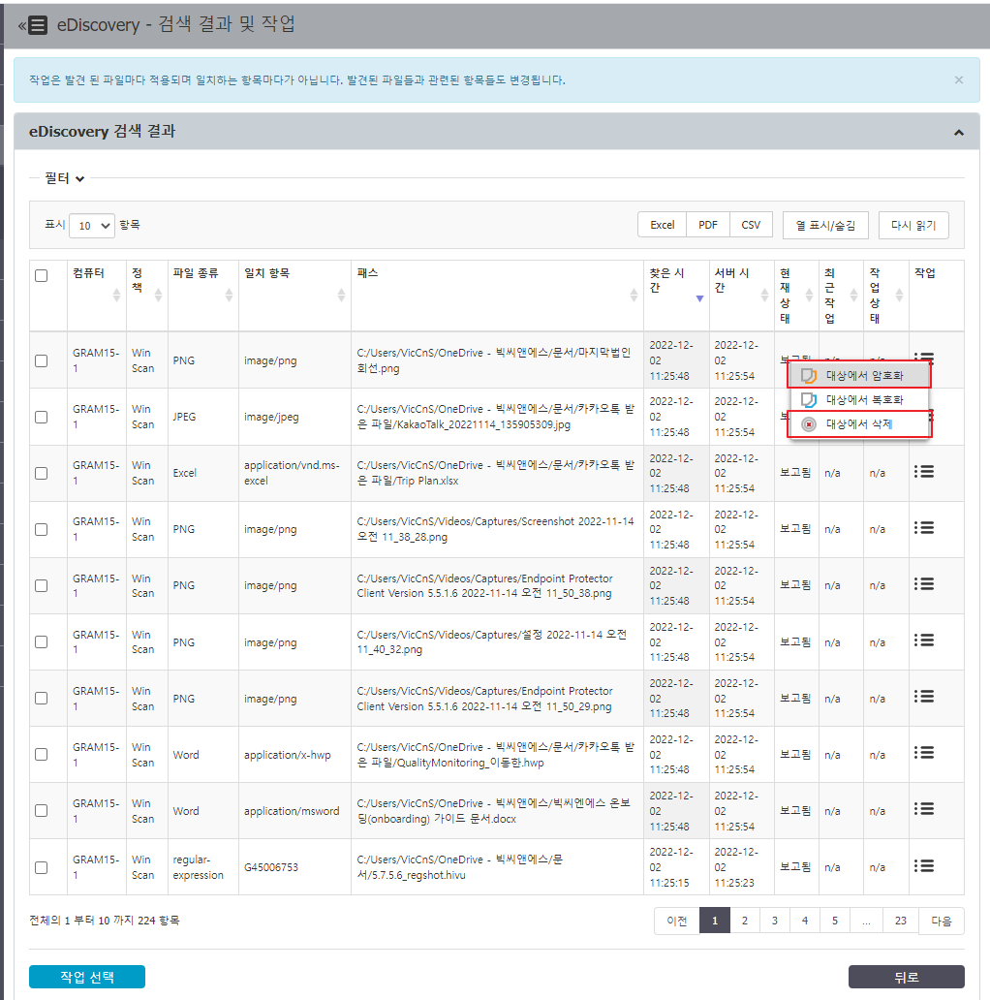 « eDiscovery - 검색 결과 및 작업
작업은 발견 된 파일마다 적용되며 일치하는 항목마다가 아닙니다. 발견된 파일들과 관련된 항목들도 변경됩니다. ×
eDiscovery 검색 결과
필터
표시 10 항목 Excel PDF CSV 열 표시/숨김 다시 읽기
컴퓨터 정 파일 종류 일치 항목 패스 찾은 시 서버 시 현 최 작 작업
책 간 간 재 근 업
상 작 상
태 업 태
GRAM15- Win PNG image/png C:/Users/VicCnS/OneDrive - 빅씨앤에스/문서/마지막법인 2022-12- 2022-12- 보고됨 n/a n/a
1 Scan 회선.png 02 02
11:25:48 11:25:54
대상에서 암호화
대상에서 복호화
대상에서 삭제
GRAM15- Win JPEG image/jpeg C:/Users/VicCnS/OneDrive - 빅씨앤에스/문서/카카오톡 받 2022-12- 2022-12-
1 Scan 은 파일/KakaoTalk_20221114_135905309.jpg 02 02
11:25:48 11:25:54
GRAM15- Win Excel application/vnd.ms- C:/Users/VicCnS/OneDrive - 빅씨앤에스/문서/카카오톡 받 2022-12- 2022-12- 보고됨 n/a n/a
1 Scan excel 은 파일/Trip Plan.xlsx 02 02
11:25:48 11:25:54
GRAM15- Win PNG image/png C:/Users/VicCnS/Videos/Captures/Screenshot 2022-11-14 2022-12- 2022-12- 보고됨 n/a n/a
1 Scan 오전 11_38_28.png 02 02
11:25:48 11:25:54
GRAM15- Win PNG image/png C:/Users/VicCnS/Videos/Captures/Endpoint Protector 2022-12- 2022-12- 보고됨 n/a n/a
1 Scan Client Version 5.5.1.6 2022-11-14 오전 11_50_38.png 02 02
11:25:48 11:25:54
GRAM15- Win PNG image/png C:/Users/VicCnS/Videos/Captures/설정 2022-11-14 오전 2022-12- 2022-12- 보고됨 n/a n/a
1 Scan 11_40_32.png 02 02
11:25:48 11:25:54
GRAM15- Win PNG image/png C:/Users/VicCnS/Videos/Captures/Endpoint Protector 2022-12- 2022-12- 보고됨 n/a n/a
1 Scan Client Version 5.5.1.6 2022-11-14 오전 11_50_29.png 02 02
11:25:48 11:25:54
GRAM15- Win Word application/x-hwp C:/Users/VicCnS/OneDrive - 빅씨앤에스/문서/카카오톡 받 2022-12- 2022-12- 보고됨 n/a n/a
1 Scan 은 파일/QualityMonitoring_이동한.hwp 02 02
11:25:48 11:25:54
GRAM15- Win Word application/msword C:/Users/VicCnS/OneDrive - 빅씨앤에스/빅씨엔에스 온보 2022-12- 2022-12- 보고됨 n/a n/a
1 Scan 딩(onboarding) 가이드 문서.docx 02 02
11:25:48 11:25:54
GRAM15- Win regular- G45006753 C:/Users/VicCnS/OneDrive - 빅씨앤에스/문 2022-12- 2022-12- 보고됨 n/a n/a
1 Scan expression 서/5.7.5.6_regshot.hivu 02 02
11:25:15 11:25:23
전체의 1 부터 10 까지 224 항목 이전 1 2 3 4 5 ... 23 다음
작업 선택 뒤로